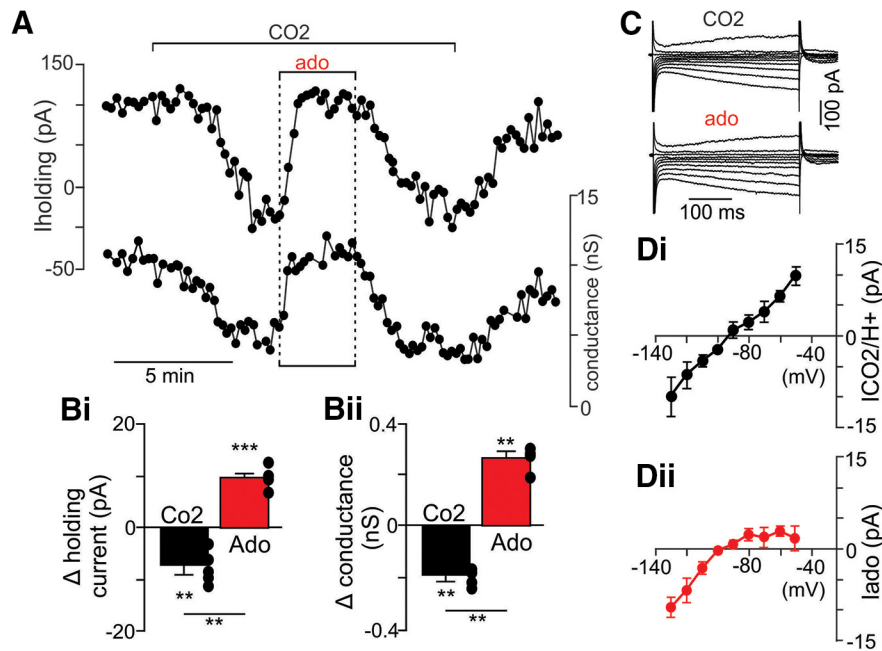 A
CO2
ado
150
0
-50
Iholding (pA)
15
0
conductance (nS)
5 min
C
CO2
ado
100 pA
100 ms
Bi
20
10
0
-10
-20
Δ holding
current (pA)
Co2
Ado
***
**
**
Bii
0.4
0
-0.4
Δ conductance
(nS)
Co2
Ado
**
**
**
Di
15
0
-15
-140
-80
-40
(mV)
ICO2/H+ (pA)
Dii
15
0
-15
-140
-80
-40
(mV)
Iado (pA)